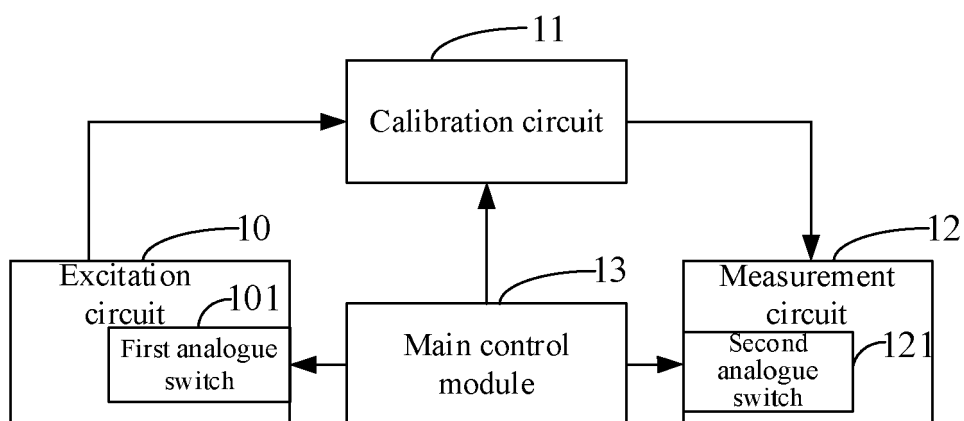 11
Calibration circuit
10
Excitation
circuit
101
First analogue
switch
13
Main control
module
12
Measurement
circuit
Second
analogue
switch
121